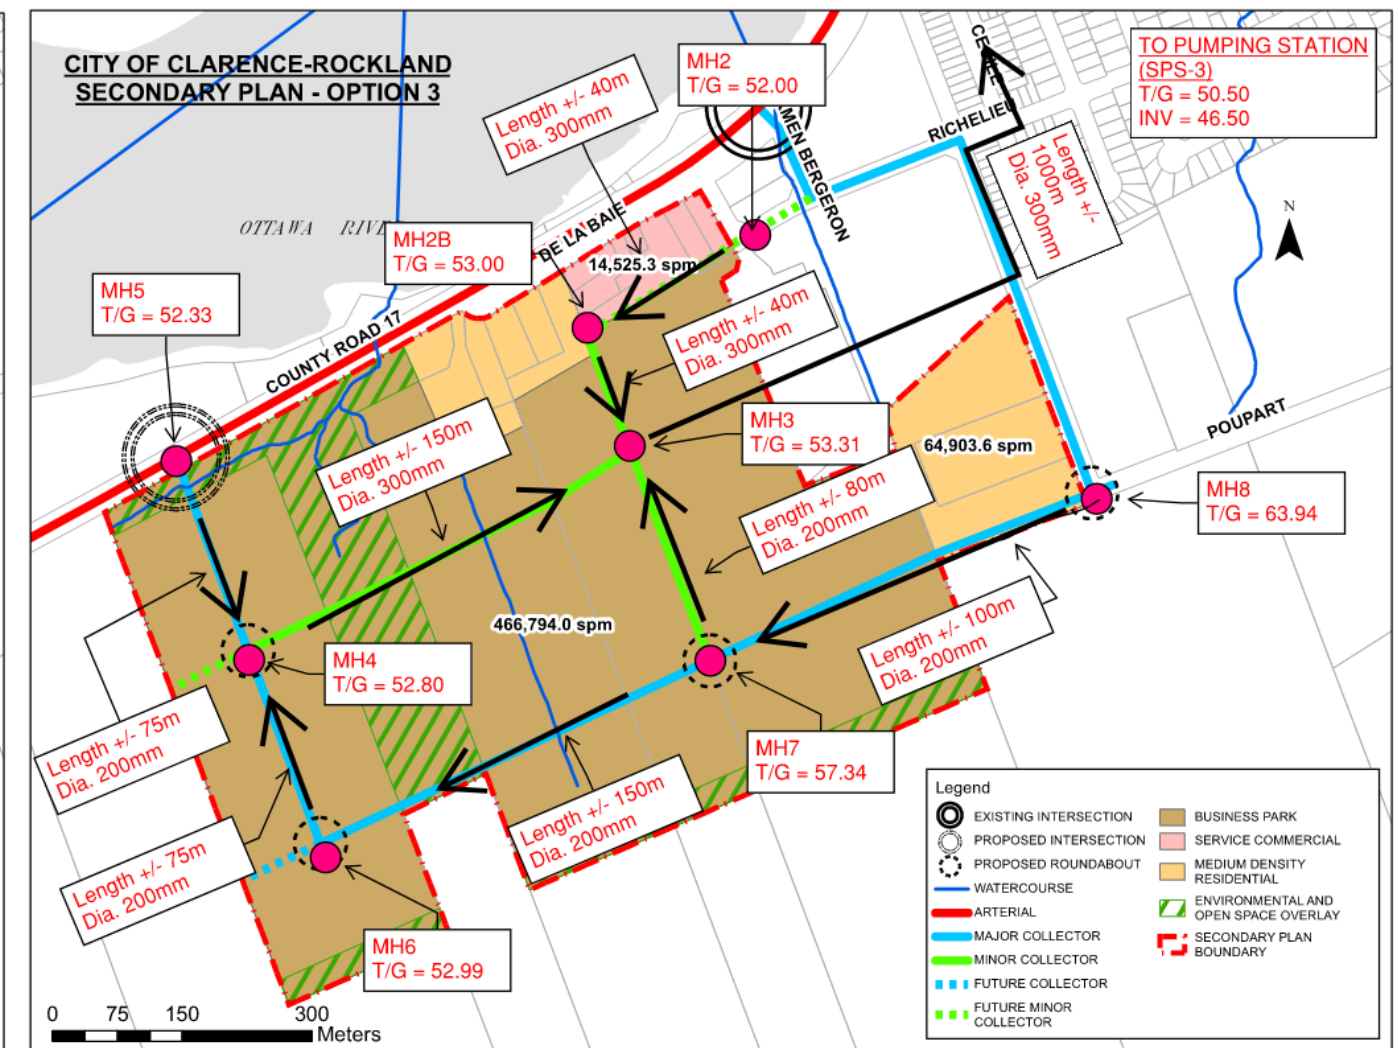 CITY OF CLARENCE-ROCKLAND
SECONDARY PLAN - OPTION 3
MH2
T/G = 52.00
TO PUMPING STATION
(SPS-3)
T/G = 50.50
INV = 46.50
Length +/- 40m
Dia. 300mm
RICHELIEU
MEN BERGERON
Length +/-
1000m
Dia. 300mm
OTTAWA
MH2B
T/G = 53.00
DE LA BAIE
14,525.3 spm
N
MH5
T/G = 52.33
COUNTY ROAD 17
Length +/- 40m
Dia. 300mm
MH3
T/G = 53.31
POUPART
64,903.6 spm
Length +/- 150m
Dia. 300mm
Length +/- 80m
Dia. 200mm
MH8
T/G = 63.94
466,794.0 spm
Length +/- 100m
Dia. 200mm
MH4
T/G = 52.80
Length +/- 75m
Dia. 200mm
MH7
T/G = 57.34
Length +/- 150m
Dia. 200mm
Length +/- 75m
Dia. 200mm
MH6
T/G = 52.99
Legend
EXISTING INTERSECTION
PROPOSED INTERSECTION
PROPOSED ROUNDABOUT
WATERCOURSE
ARTERIAL
MAJOR COLLECTOR
MINOR COLLECTOR
FUTURE COLLECTOR
FUTURE MINOR
COLLECTOR
BUSINESS PARK
SERVICE COMMERCIAL
MEDIUM DENSITY
RESIDENTIAL
ENVIRONMENTAL AND
OPEN SPACE OVERLAY
SECONDARY PLAN
BOUNDARY
0 75 150 300
Meters